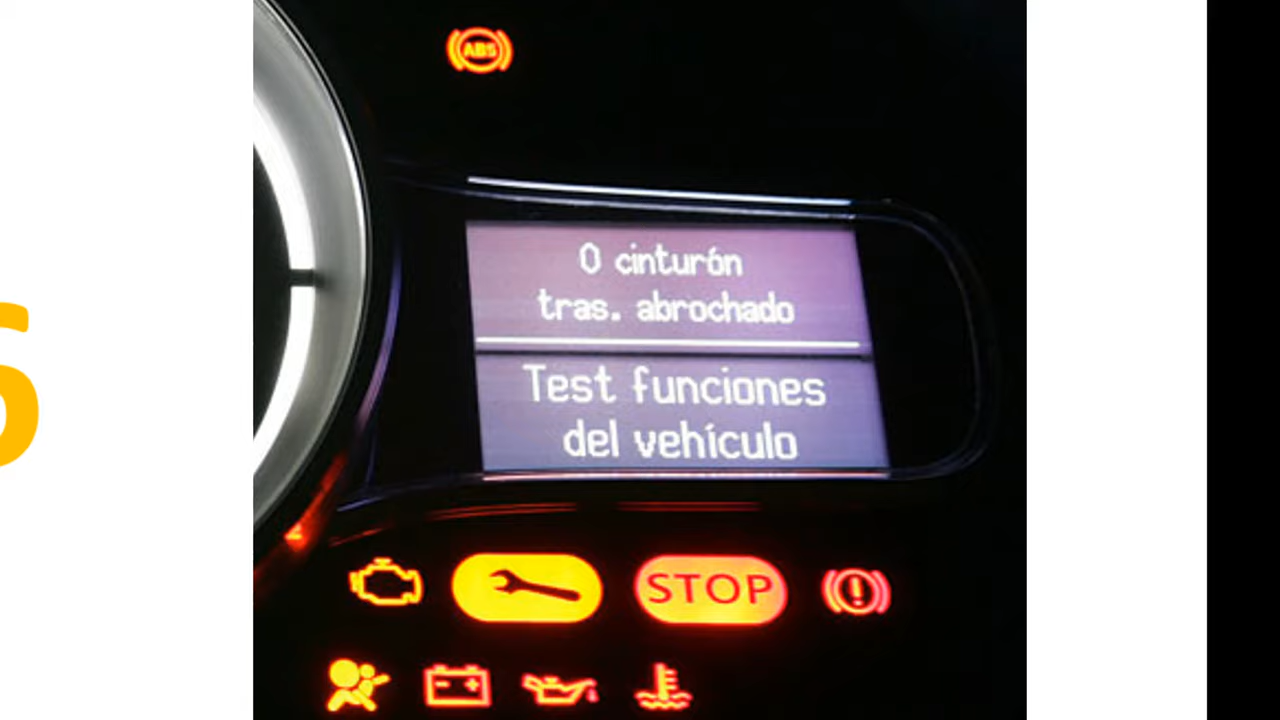 ABS
0 cinturón
tras. abrochado
Test funciones
del vehículo
STOP